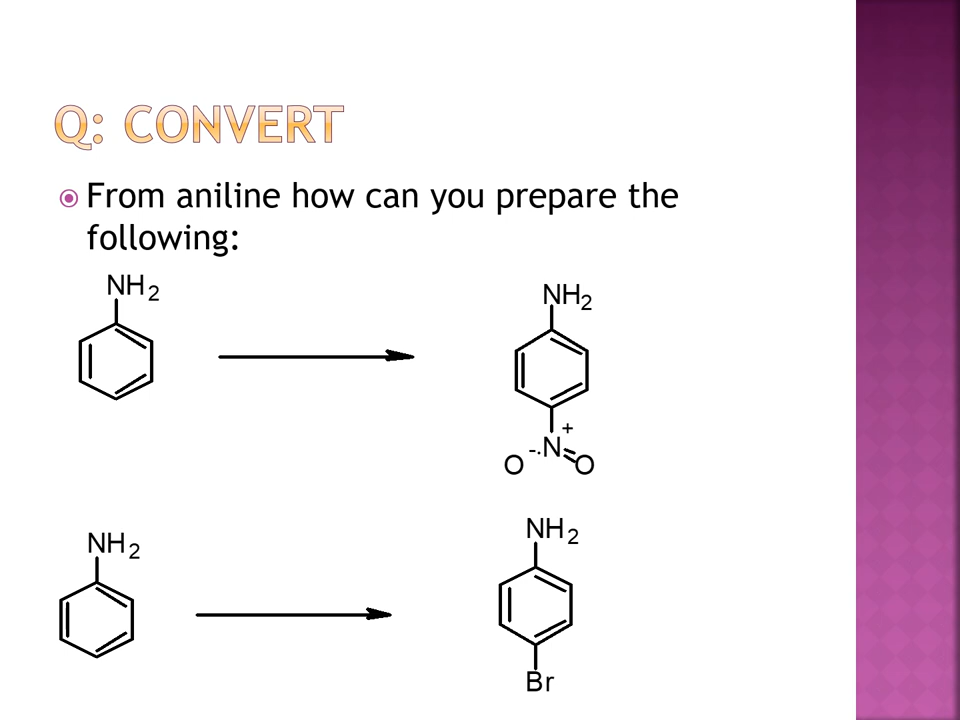 Q: CONVERT
From aniline how can you prepare the
following:
NH2
NH2
+
O -N O
NH2
NH2
Br